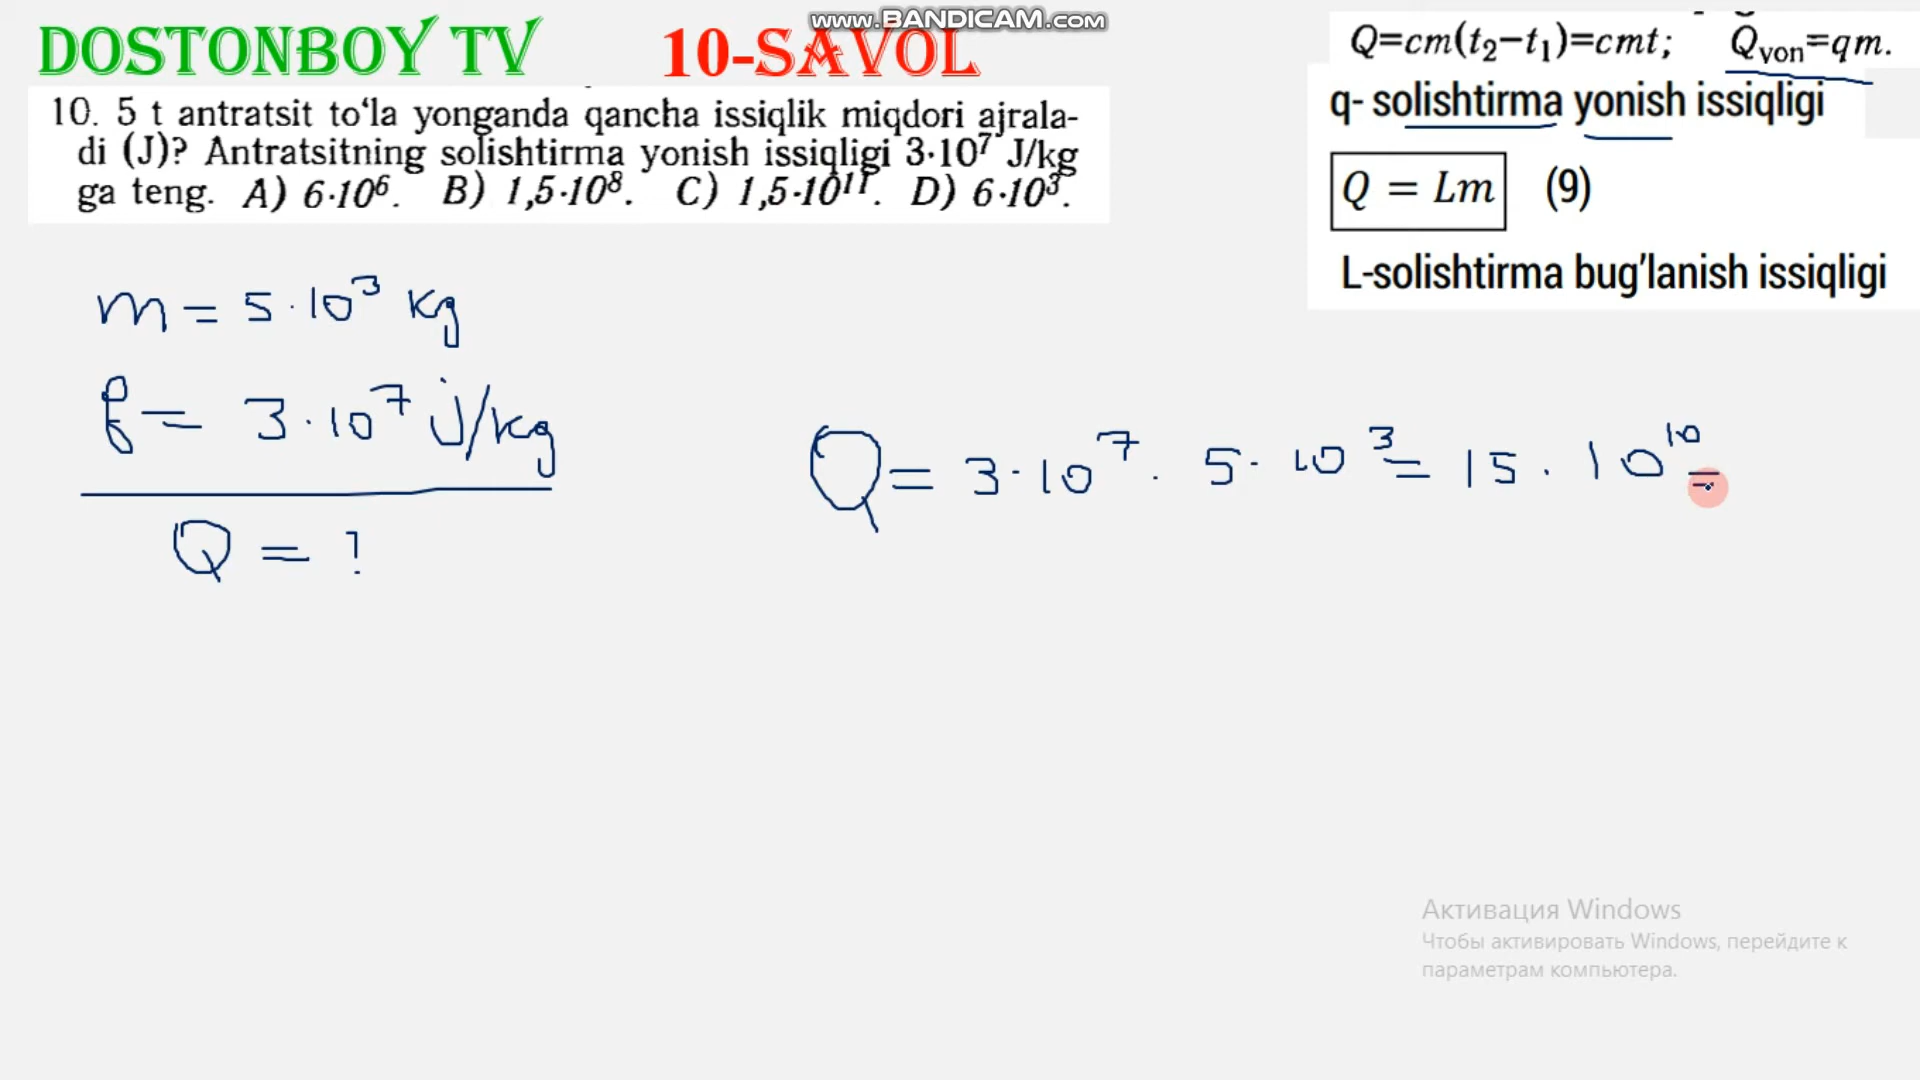 www.BANDICAM.com
DOSTONBOY TV
10-SAVOL
10. 5 t antratsit to‘la yonganda qancha issiqlik miqdori ajrala-
di (J)? Antratsitning solishtirma yonish issiqligi 3·10⁷ J/kg
ga teng. A) 6·10⁶. B) 1,5·10⁸. C) 1,5·10¹¹. D) 6·10³.
Q=cm(t₂−t₁)=cmt; Qyon=qm.
q- solishtirma yonish issiqligi
Q = Lm (9)
L-solishtirma bug’lanish issiqligi
m = 5·10³ kg
q = 3·10⁷ j/kg
Q = ?
Q = 3·10⁷ · 5·10³ = 15·10¹⁰ =
Активация Windows
Чтобы активировать Windows, перейдите к
параметрам компьютера.